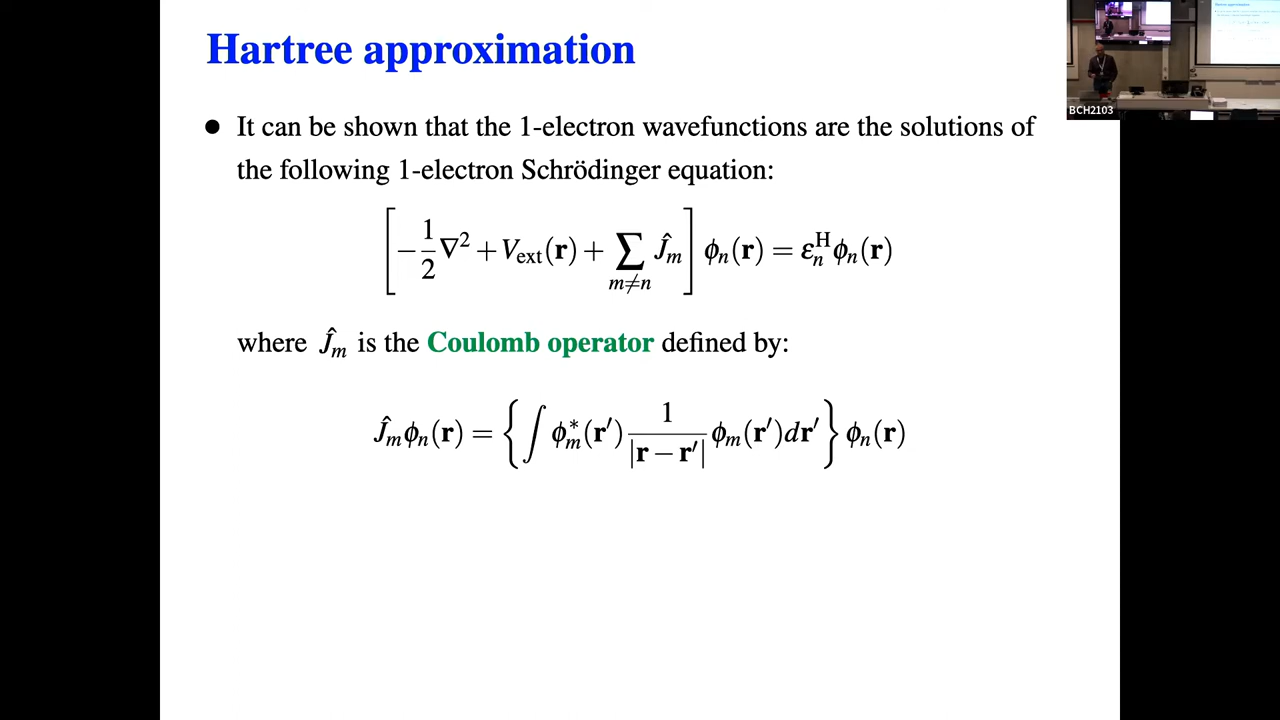 Hartree approximation
● It can be shown that the 1-electron wavefunctions are the solutions of
the following 1-electron Schrödinger equation:
[−1/2 ∇² + V_ext(r) + ∑_{m≠n} Ĵ_m] ϕ_n(r) = ε_n^H ϕ_n(r)
where Ĵ_m is the Coulomb operator defined by:
Ĵ_m ϕ_n(r) = {∫ ϕ_m^*(r′) 1/|r − r′| ϕ_m(r′)dr′} ϕ_n(r)
BCH2103